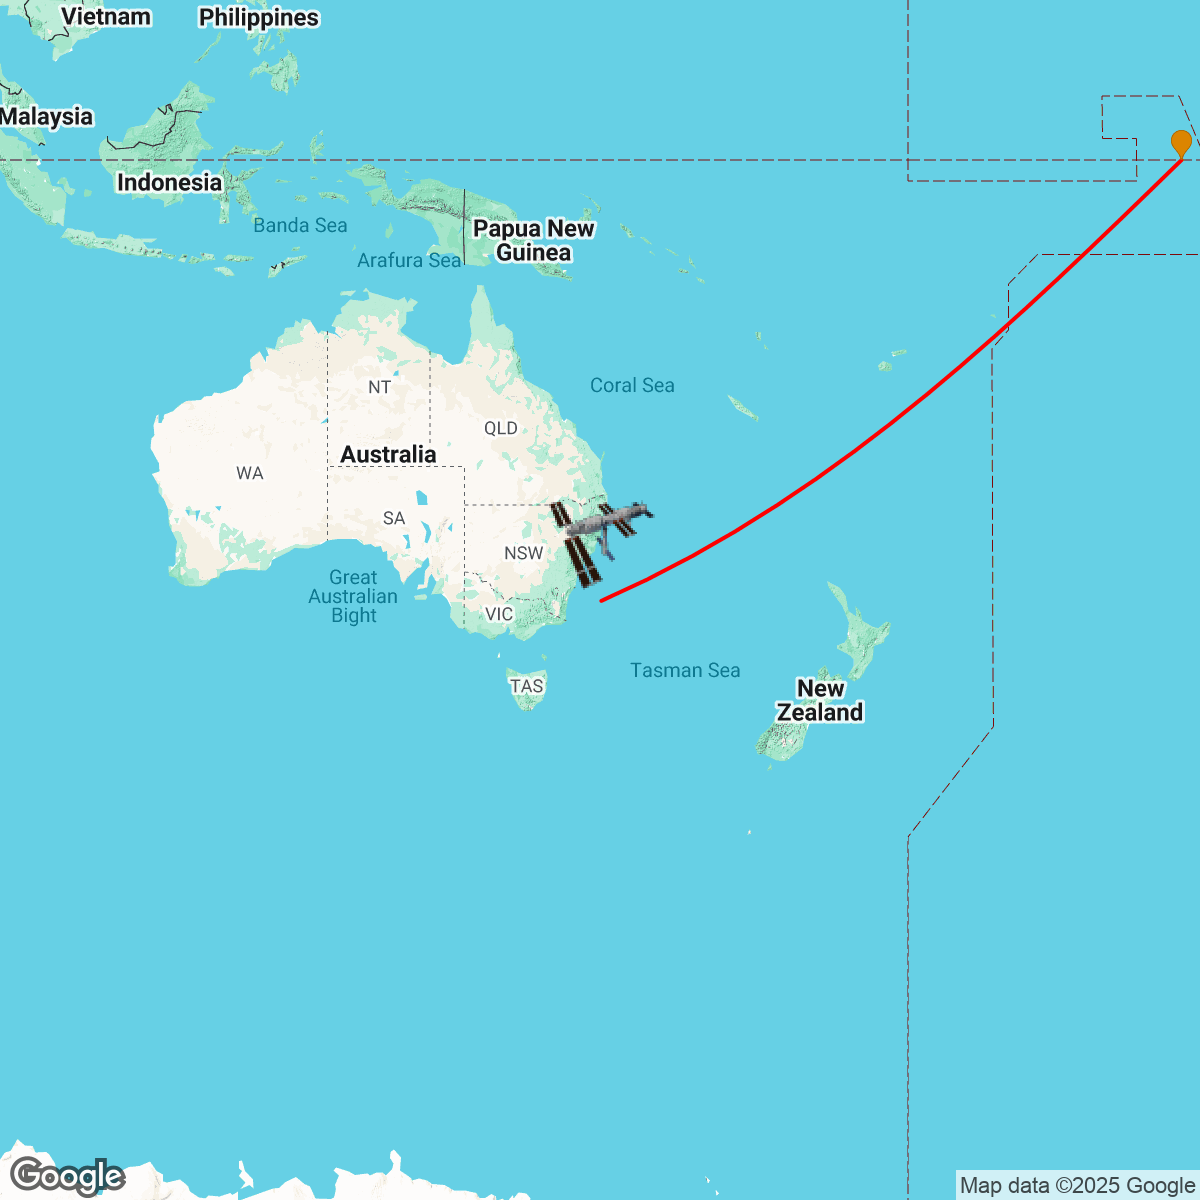 Vietnam
Philippines
Malaysia
Indonesia
Banda Sea
Papua New
Guinea
Arafura Sea
NT
Coral Sea
QLD
Australia
WA
SA
NSW
Great
Australian
Bight
VIC
Tasman Sea
TAS
New
Zealand
Google
Map data ©2025 Google